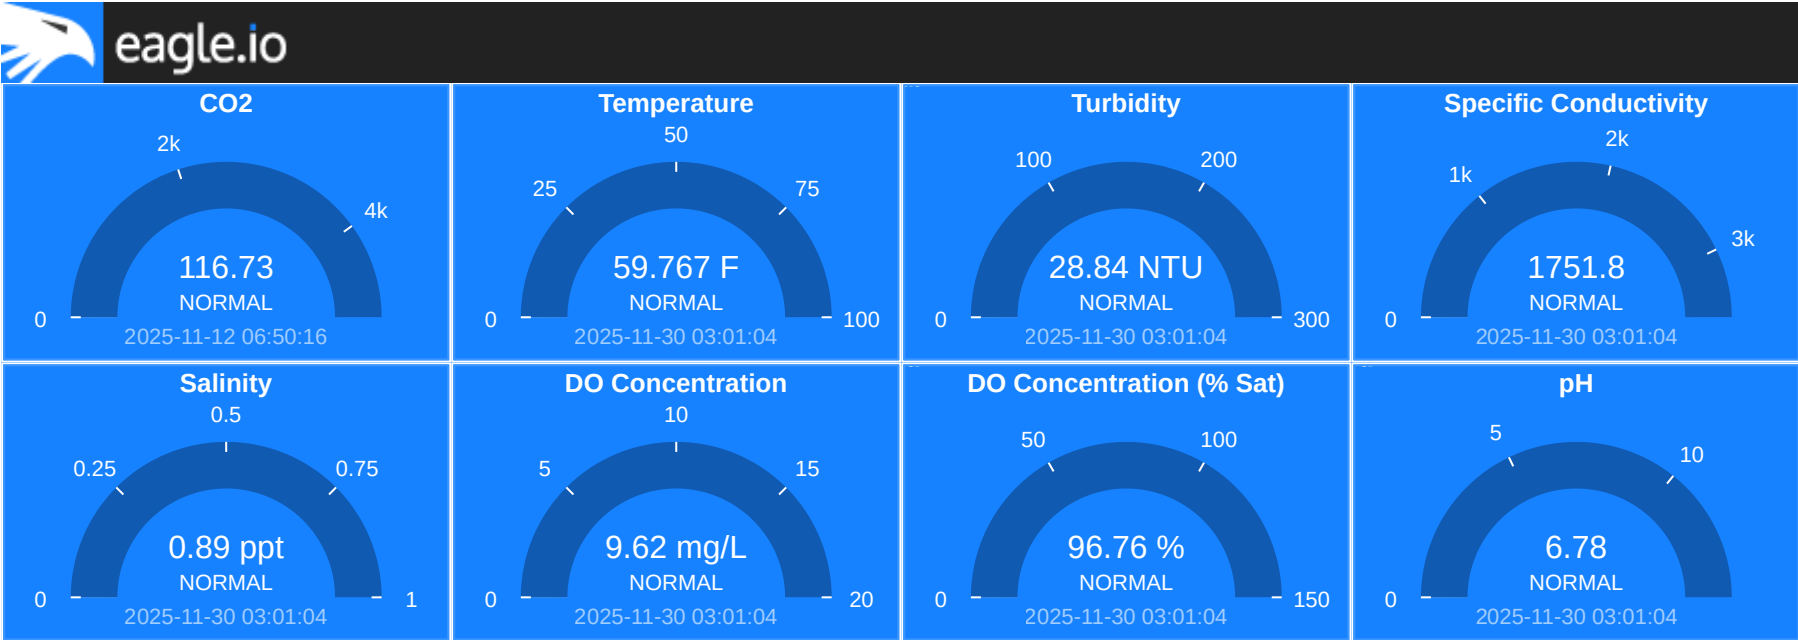 eagle.io
CO2
2k
4k
116.73
NORMAL
0
2025-11-12 06:50:16
Temperature
50
25
75
59.767 F
NORMAL
0
100
2025-11-30 03:01:04
Turbidity
100
200
28.84 NTU
NORMAL
0
300
2025-11-30 03:01:04
Specific Conductivity
2k
1k
3k
1751.8
NORMAL
0
2025-11-30 03:01:04
Salinity
0.5
0.25
0.75
0.89 ppt
NORMAL
0
1
2025-11-30 03:01:04
DO Concentration
10
5
15
9.62 mg/L
NORMAL
0
20
2025-11-30 03:01:04
DO Concentration (% Sat)
50
100
96.76 %
NORMAL
0
150
2025-11-30 03:01:04
pH
5
10
6.78
NORMAL
0
2025-11-30 03:01:04